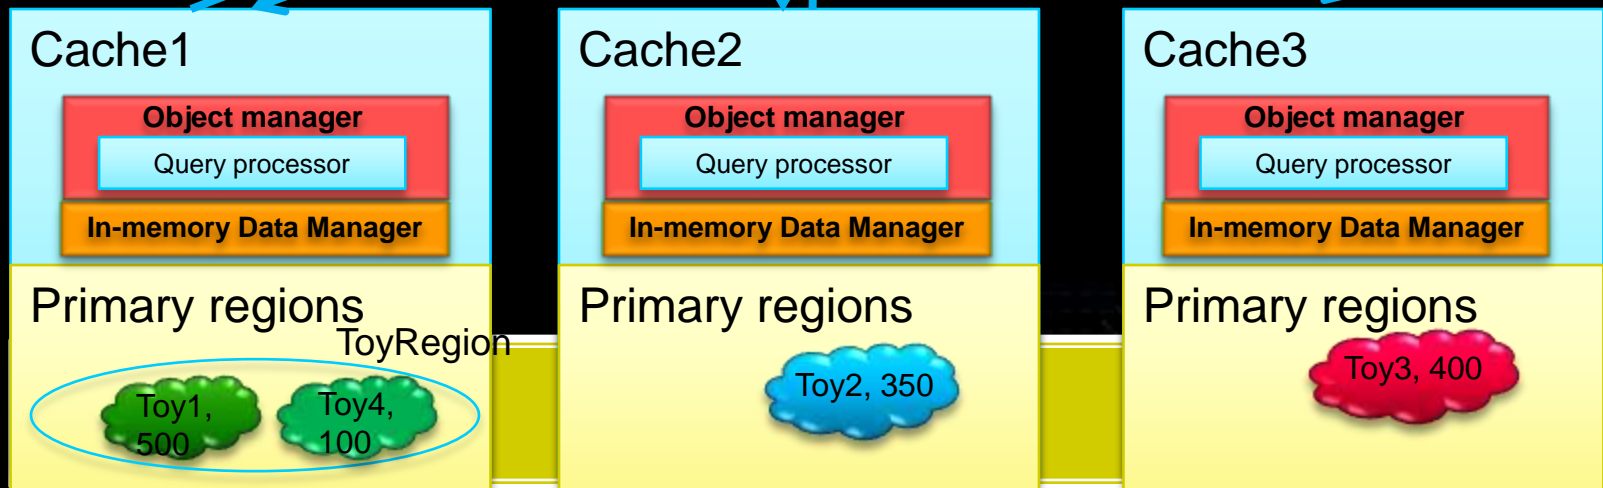 Cache1
Object manager
Query processor
In-memory Data Manager
Primary regions
ToyRegion
Toy1,
500
Toy4,
100
Cache2
Object manager
Query processor
In-memory Data Manager
Primary regions
Toy2, 350
Cache3
Object manager
Query processor
In-memory Data Manager
Primary regions
Toy3, 400